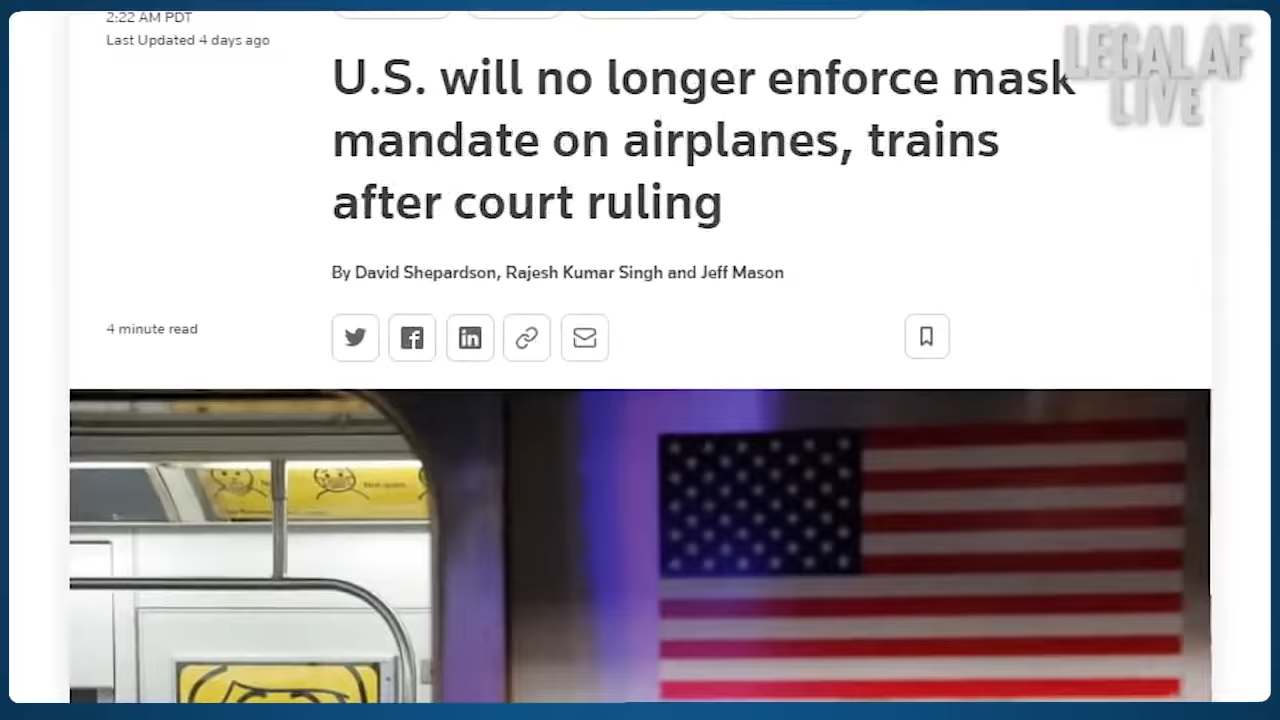 2:22 AM PDT
Last Updated 4 days ago
LEGAL AF
LIVE
U.S. will no longer enforce mask
mandate on airplanes, trains
after court ruling
By David Shepardson, Rajesh Kumar Singh and Jeff Mason
4 minute read